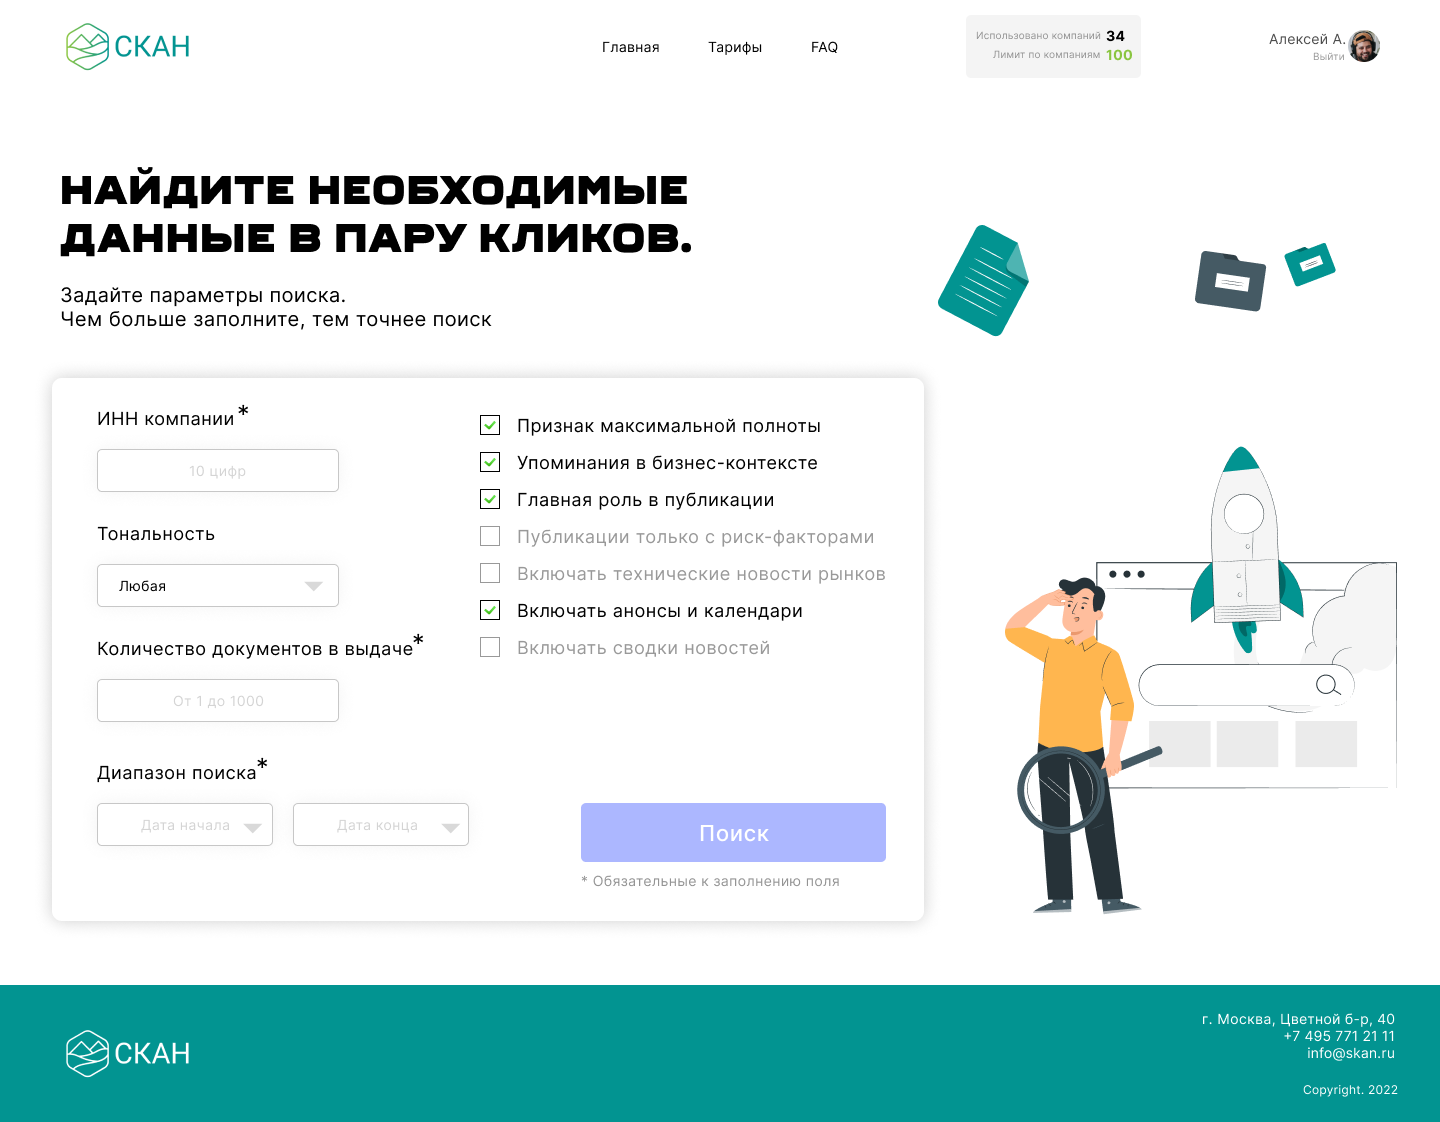 СКАН
Главная
Тарифы
FAQ
Использовано компаний 34
Лимит по компаниям 100
Алексей А.
Выйти
НАЙДИТЕ НЕОБХОДИМЫЕ
ДАННЫЕ В ПАРУ КЛИКОВ.
Задайте параметры поиска.
Чем больше заполните, тем точнее поиск
ИНН компании *
10 цифр
Тональность
Любая
Количество документов в выдаче*
От 1 до 1000
Диапазон поиска*
Дата начала
Дата конца
Признак максимальной полноты
Упоминания в бизнес-контексте
Главная роль в публикации
Публикации только с риск-факторами
Включать технические новости рынков
Включать анонсы и календари
Включать сводки новостей
Поиск
* Обязательные к заполнению поля
СКАН
г. Москва, Цветной б-р, 40
+7 495 771 21 11
info@skan.ru
Copyright. 2022